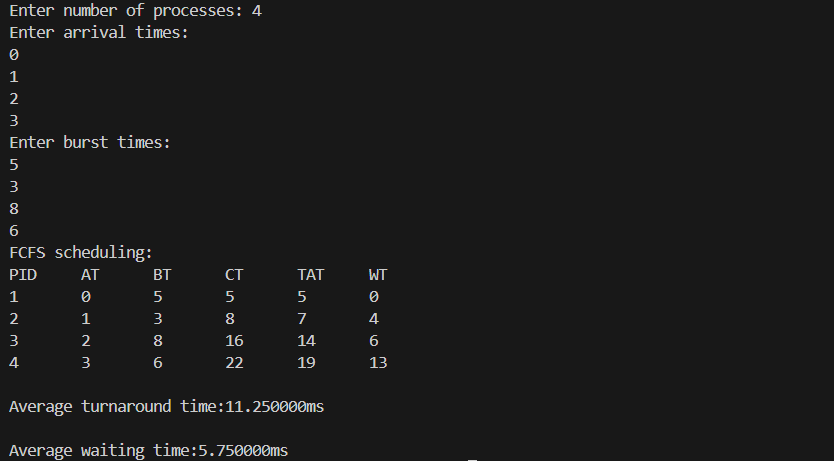 Enter number of processes: 4
Enter arrival times:
0
1
2
3
Enter burst times:
5
3
8
6
FCFS scheduling:
PID AT BT CT TAT WT
1 0 5 5 5 0
2 1 3 8 7 4
3 2 8 16 14 6
4 3 6 22 19 13
Average turnaround time:11.250000ms
Average waiting time:5.750000ms